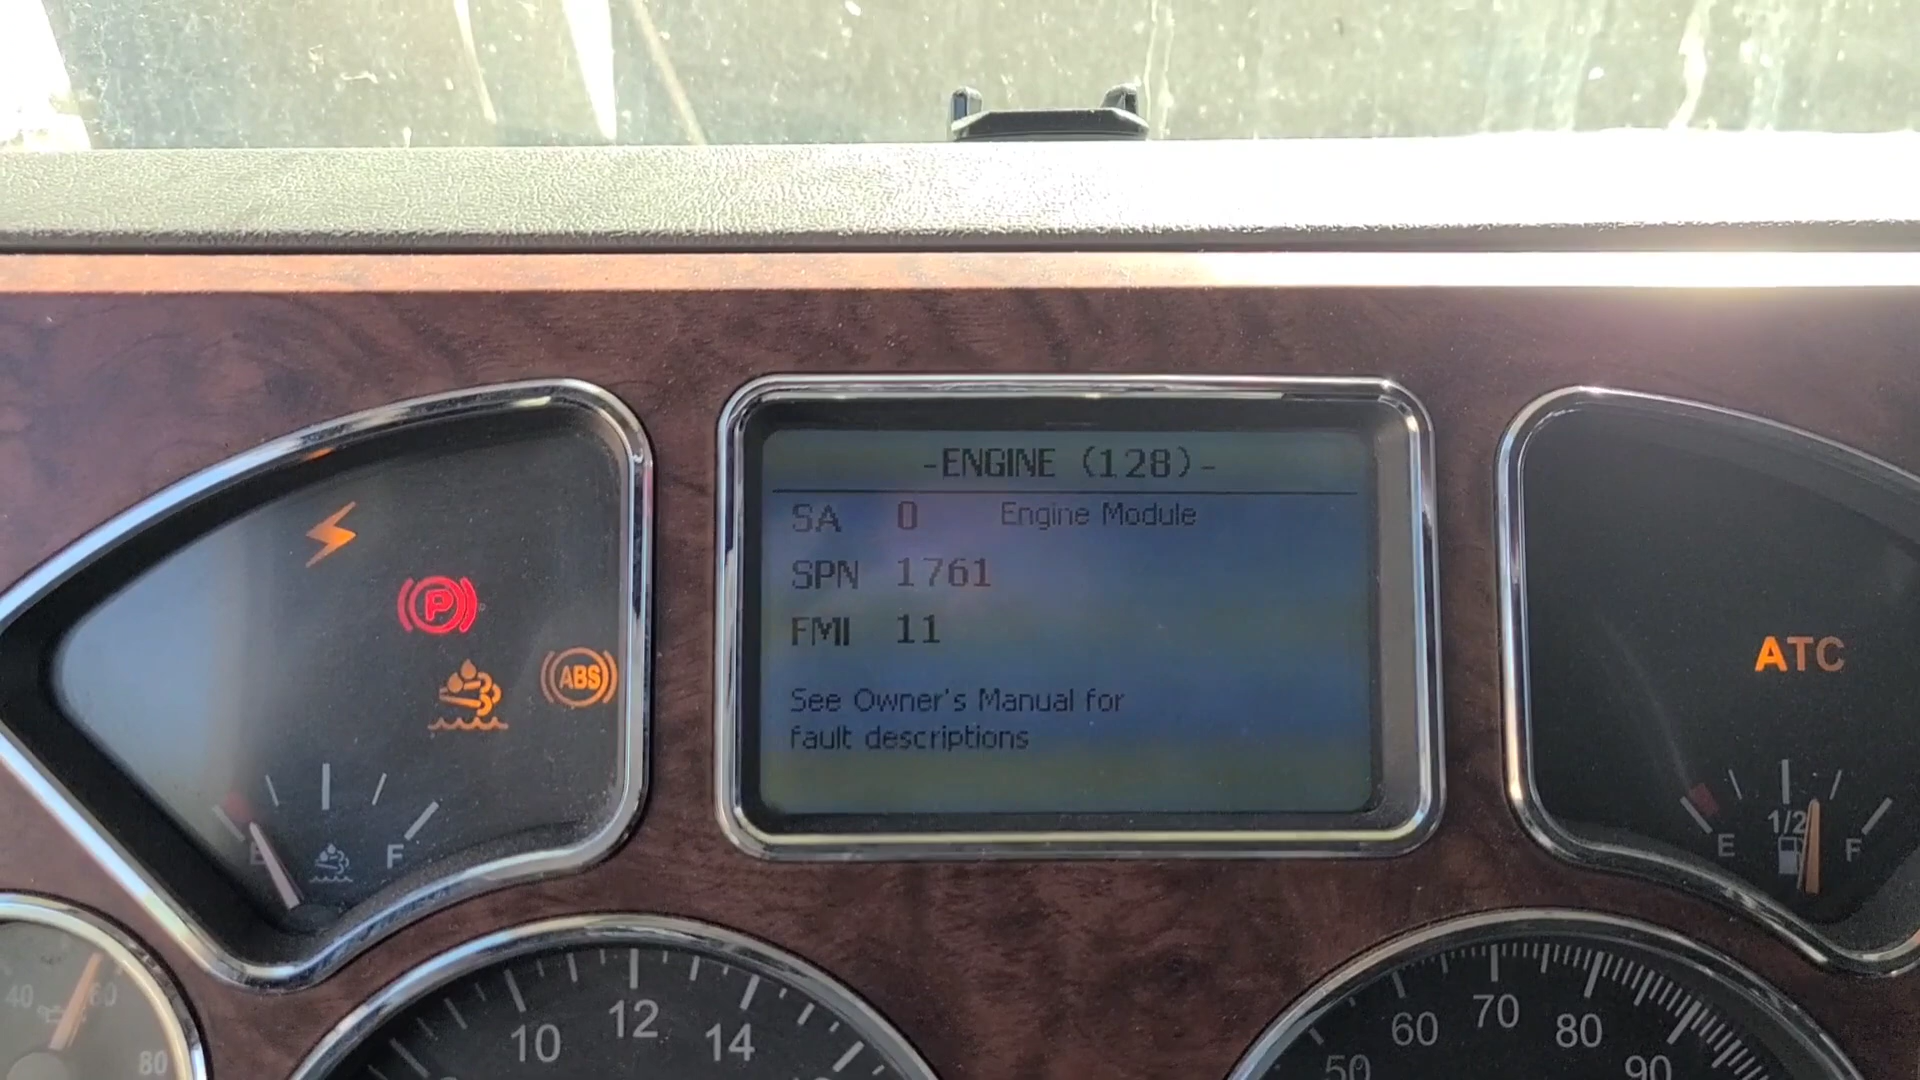 -ENGINE (128)-
SA 0 Engine Module
SPN 1761
FMI 11
See Owner's Manual for
fault descriptions
P
ABS
ATC
E F
1/2
E F
40 60
80
10 12 14
50 60 70 80 90